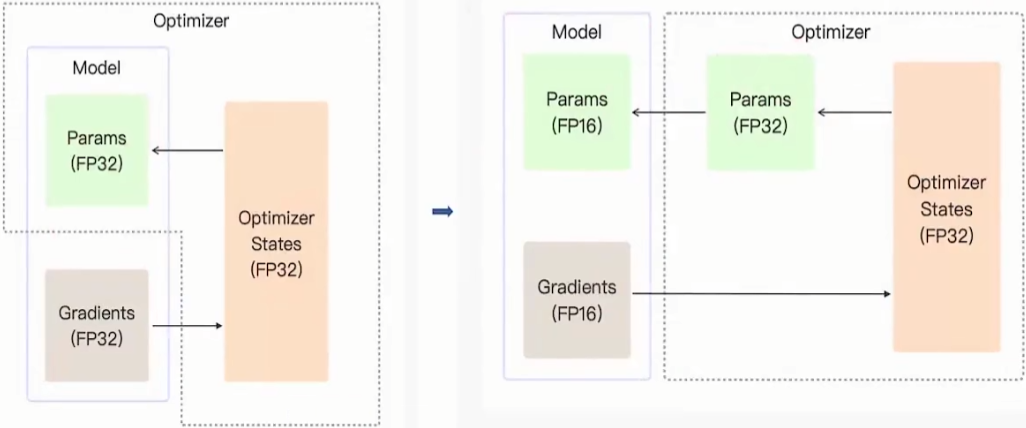 Optimizer
Model
Params
(FP32)
Optimizer
States
(FP32)
Gradients
(FP32)
Model
Optimizer
Params
(FP16)
Params
(FP32)
Optimizer
States
(FP32)
Gradients
(FP16)